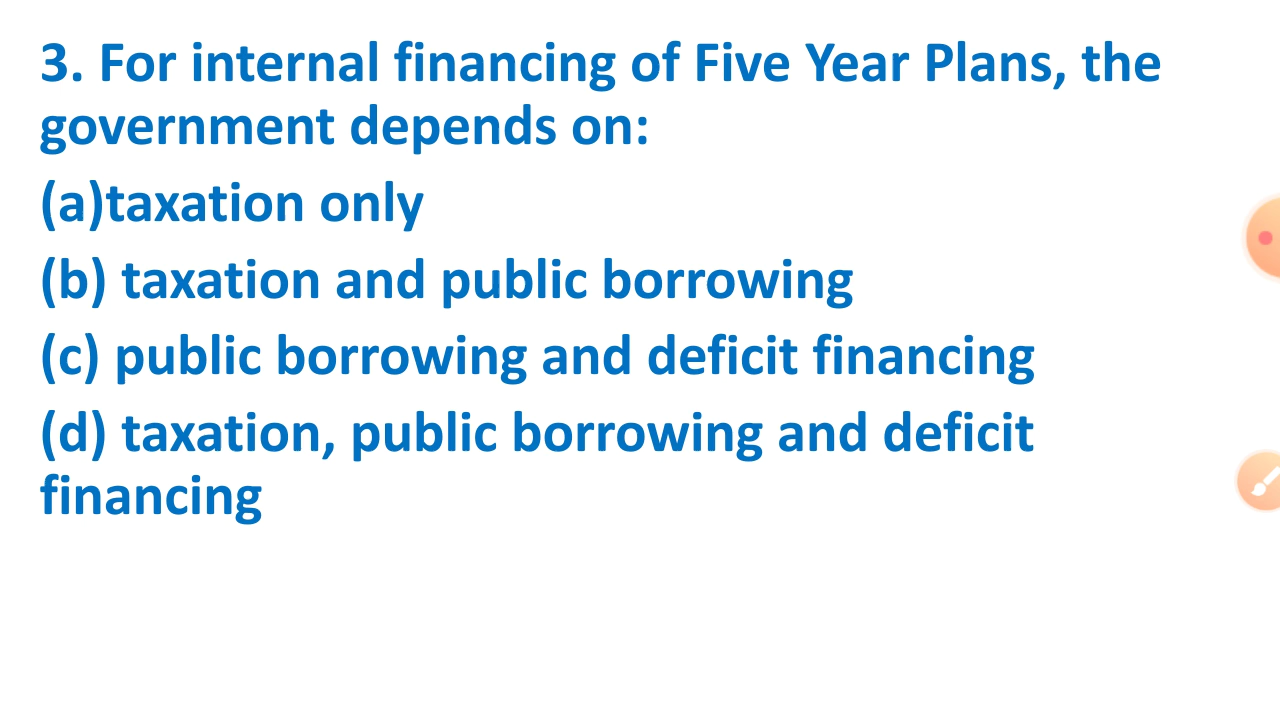 3. For internal financing of Five Year Plans, the
government depends on:
(a)taxation only
(b) taxation and public borrowing
(c) public borrowing and deficit financing
(d) taxation, public borrowing and deficit
financing